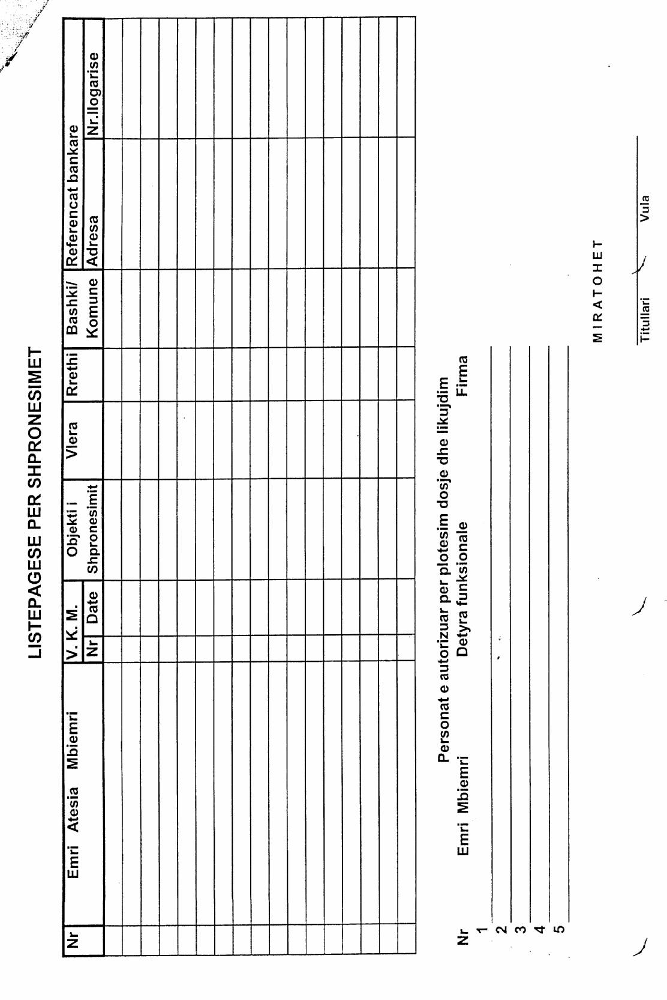 LISTEPAGESE PER SHPRONESIMET
Nr Emri Atesia Mbiemri V. K. M. Objekti i Vlera Rrethi Bashki/ Referencat bankare
Nr Date Shpronesimit Komune Adresa Nr.llogarise
Personat e autorizuar per plotesim dosje dhe likujdim
Nr Emri Mbiemri Detyra funksionale Firma
1
2
3
4
5
MIRATOHET
Titullari Vula